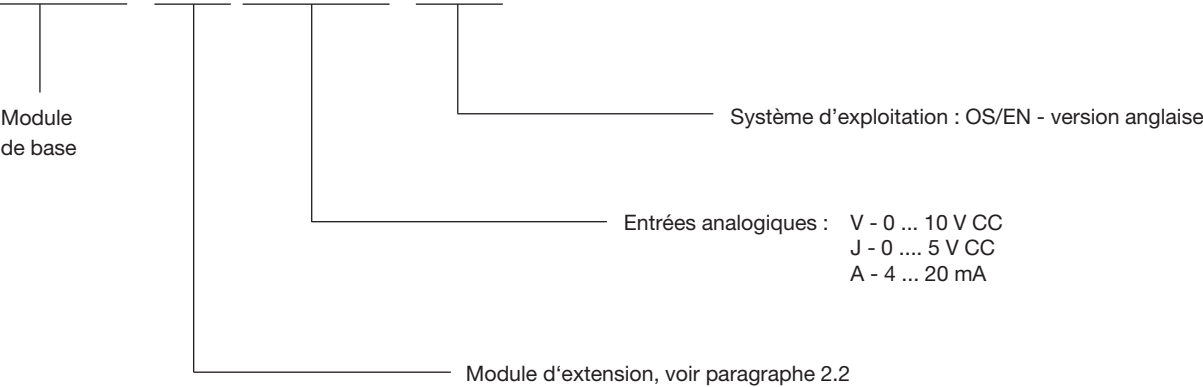 Module
de base
Système d’exploitation : OS/EN - version anglaise
Entrées analogiques : V - 0 ... 10 V CC
J - 0 .... 5 V CC
A - 4 ... 20 mA
Module d‘extension, voir paragraphe 2.2